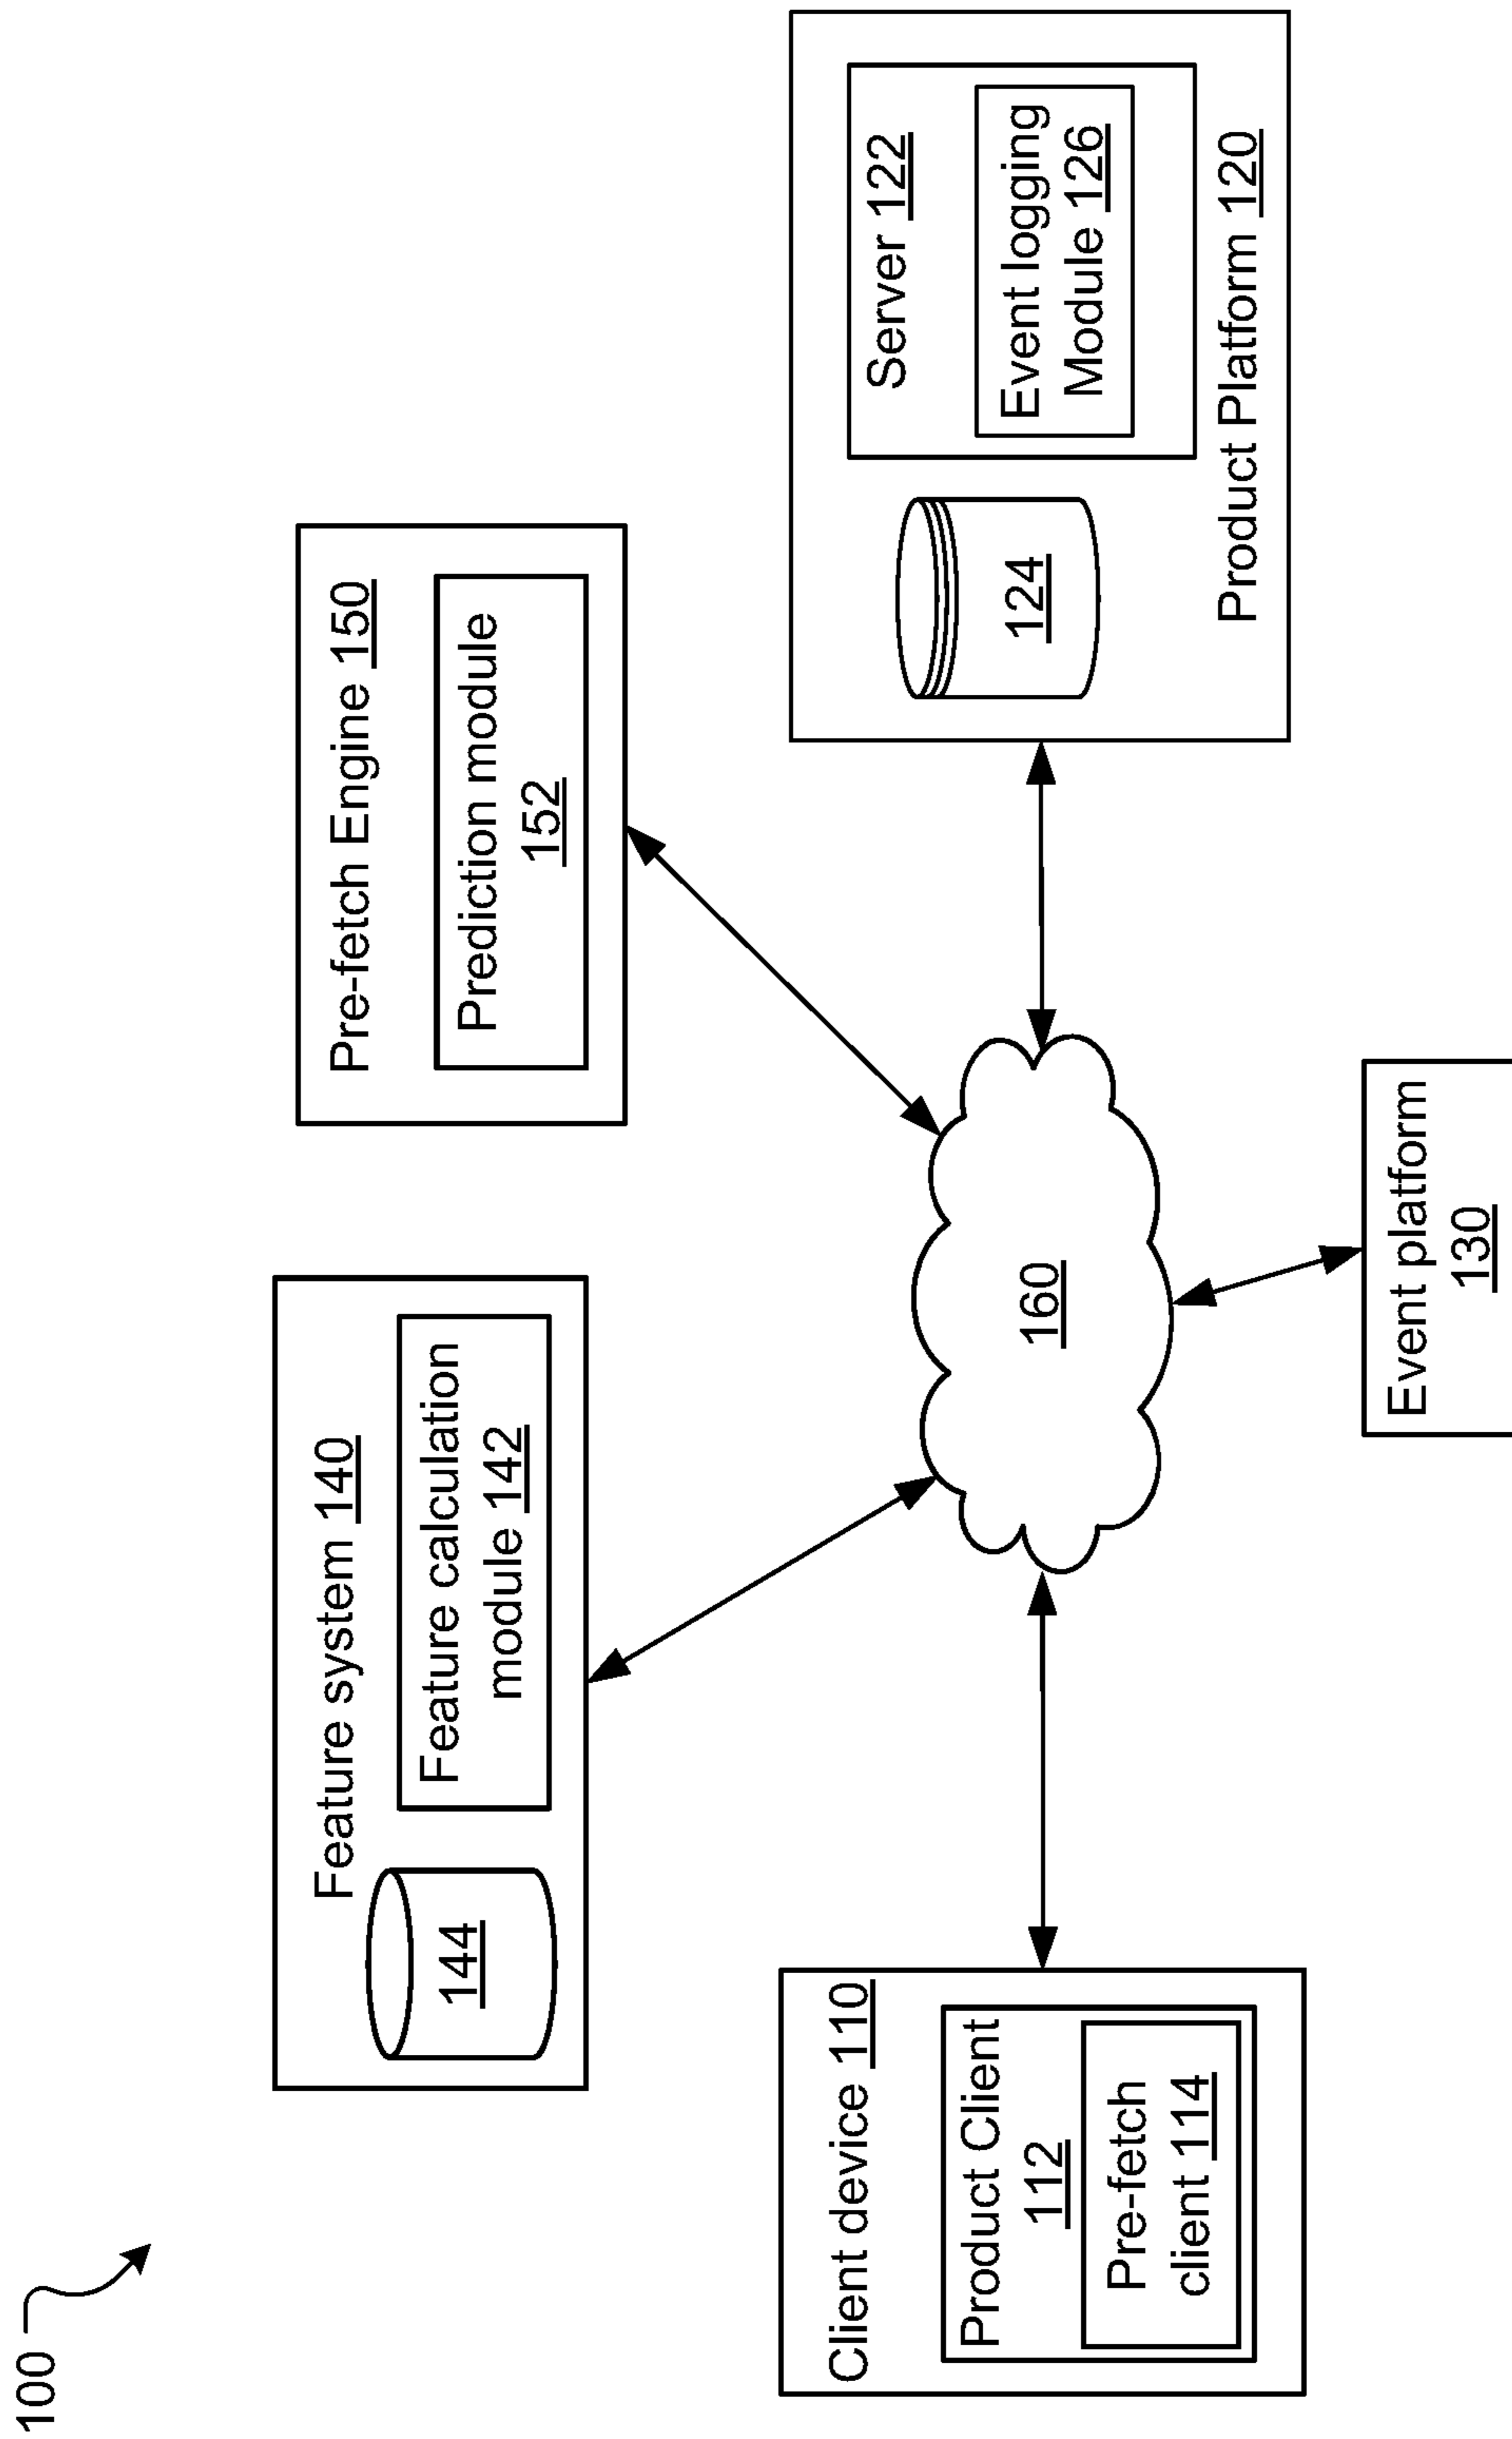 100
Feature system 140
144
Feature calculation
module 142
Pre-fetch Engine 150
Prediction module
152
Client device 110
Product Client
112
Pre-fetch
client 114
160
124
Server 122
Event logging
Module 126
Product Platform 120
Event platform
130